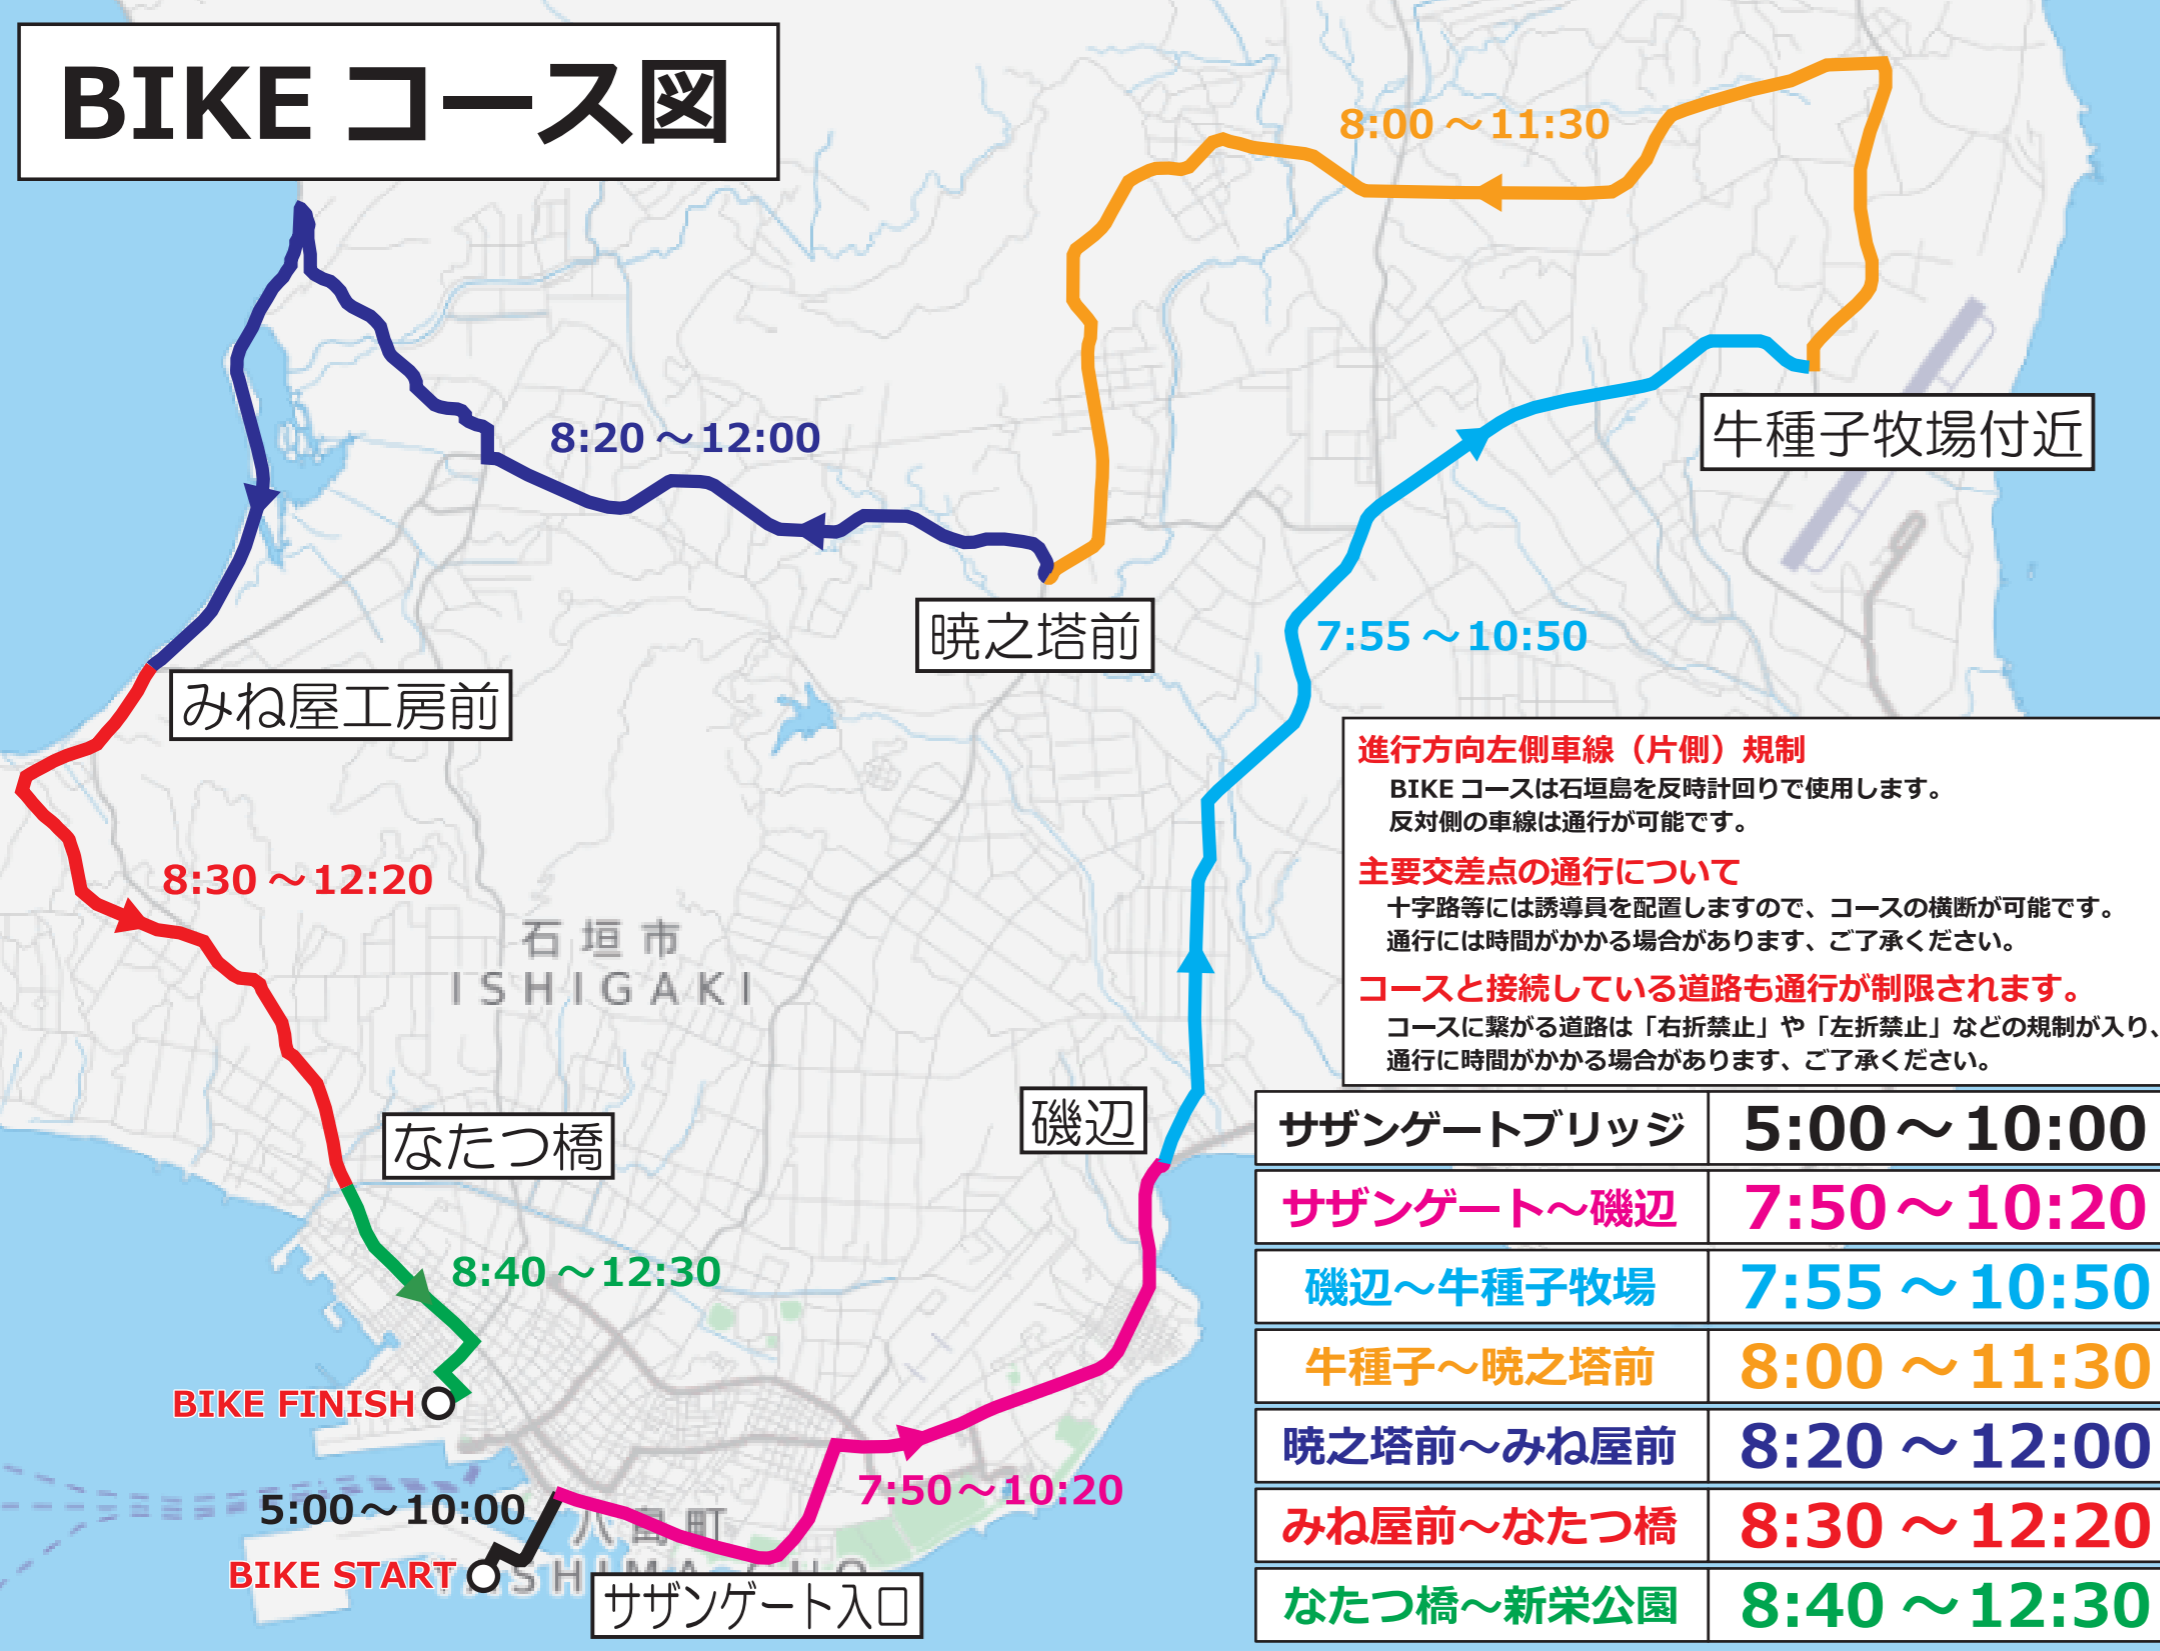 BIKE コース図
8:00 ～11:30
8:20 ～12:00
牛種子牧場付近
暁之塔前
7:55 ～10:50
みね屋工房前
進行方向左側車線（片側）規制
BIKE コースは石垣島を反時計回りで使用します。
反対側の車線は通行が可能です。
主要交差点の通行について
十字路等には誘導員を配置しますので、コースの横断が可能です。
通行には時間がかかる場合があります、ご了承ください。
コースと接続している道路も通行が制限されます。
コースに繋がる道路は「右折禁止」や「左折禁止」などの規制が入り、
通行に時間がかかる場合があります、ご了承ください。
8:30 ～12:20
石垣市
ISHIGAKI
なたつ橋
磯辺
8:40 ～12:30
BIKE FINISH
7:50～10:20
5:00～10:00
八島町
BIKE START
サザンゲート入口
サザンゲートブリッジ 5:00～10:00
サザンゲート～磯辺 7:50～10:20
磯辺～牛種子牧場 7:55 ～10:50
牛種子～暁之塔前 8:00 ～11:30
暁之塔前～みね屋前 8:20 ～12:00
みね屋前～なたつ橋 8:30 ～12:20
なたつ橋～新栄公園 8:40 ～12:30